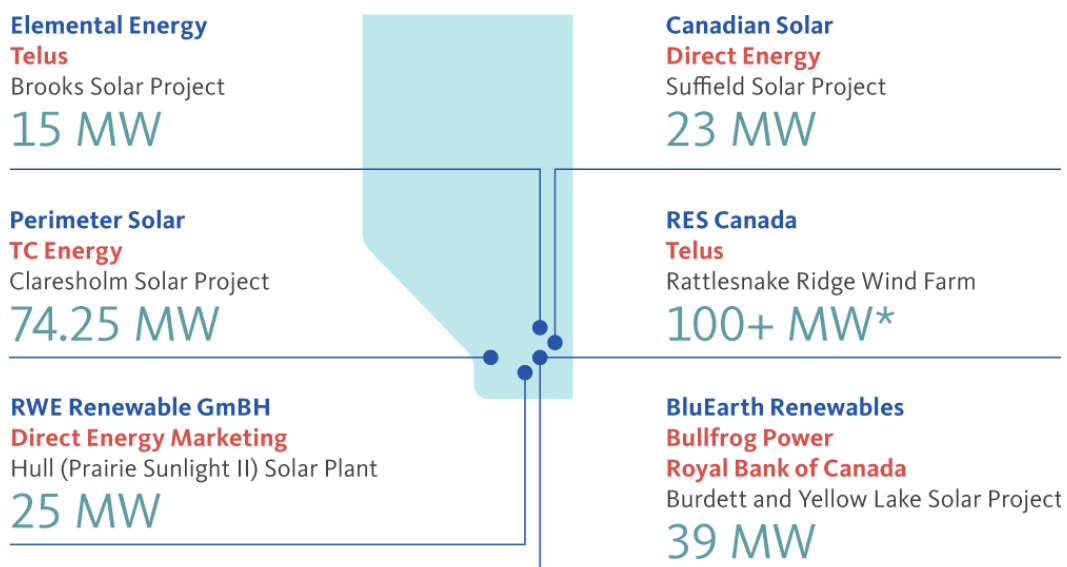 Elemental Energy
Telus
Brooks Solar Project
15 MW
Canadian Solar
Direct Energy
Suffield Solar Project
23 MW
Perimeter Solar
TC Energy
Claresholm Solar Project
74.25 MW
RES Canada
Telus
Rattlesnake Ridge Wind Farm
100+ MW*
RWE Renewable GmBH
Direct Energy Marketing
Hull (Prairie Sunlight II) Solar Plant
25 MW
BluEarth Renewables
Bullfrog Power
Royal Bank of Canada
Burdett and Yellow Lake Solar Project
39 MW